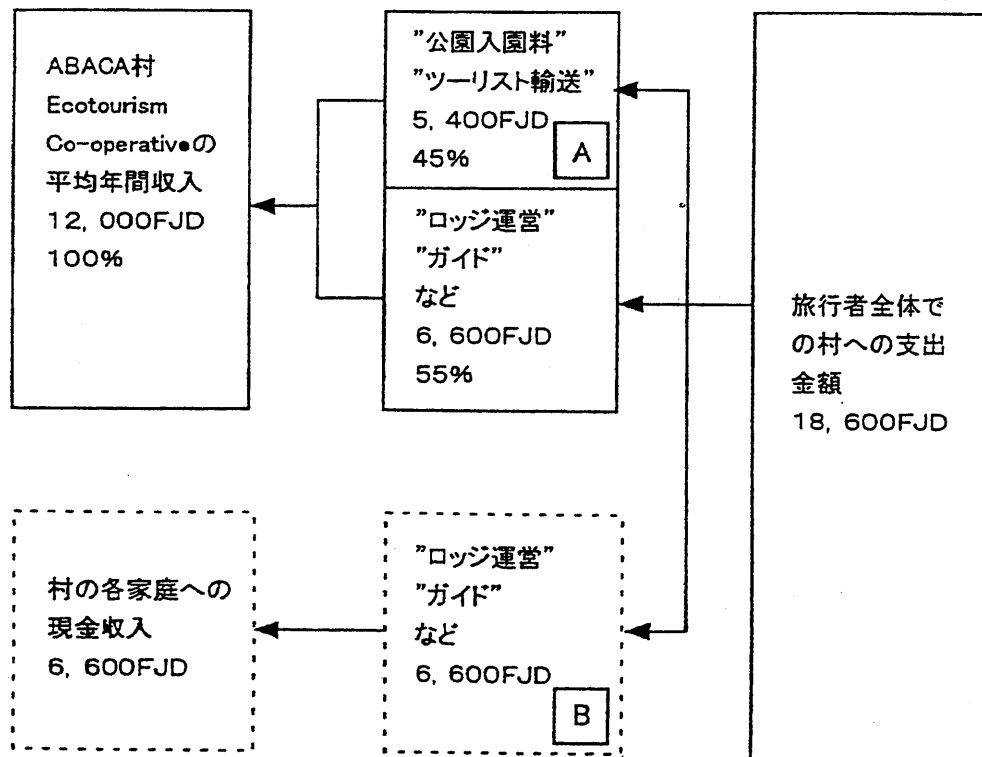 ABACA村
Ecotourism
Co-operativeの
平均年間収入
12, 000FJD
100%
"公園入園料"
"ツーリスト輸送"
5, 400FJD
45%
A
"ロッジ運営"
"ガイド"
など
6, 600FJD
55%
旅行者全体で
の村への支出
金額
18, 600FJD
村の各家庭への
現金収入
6, 600FJD
"ロッジ運営"
"ガイド"
など
6, 600FJD
B